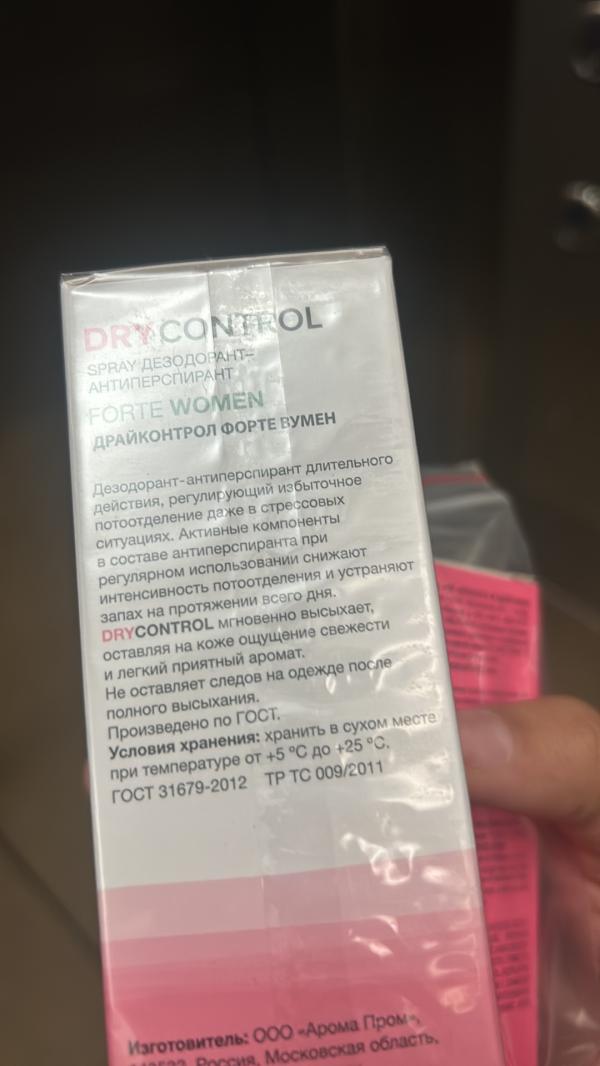 DRYCONTROL
SPRAY ДЕЗОДОРАНТ-
АНТИПЕРСПИРАНТ
FORTE WOMEN
ДРАЙКОНТРОЛ ФОРТЕ ВУМЕН
Дезодорант-антиперспирант длительного
действия, регулирующий избыточное
потоотделение даже в стрессовых
ситуациях. Активные компоненты
в составе антиперспиранта при
регулярном использовании снижают
интенсивность потоотделения и устраняют
запах на протяжении всего дня.
DRYCONTROL мгновенно высыхает,
оставляя на коже ощущение свежести
и легкий приятный аромат.
Не оставляет следов на одежде после
полного высыхания.
Произведено по ГОСТ.
Условия хранения: хранить в сухом месте
при температуре от +5 °C до +25 °C.
ГОСТ 31679-2012 ТР ТС 009/2011
Изготовитель: ООО «Арома Пром»,
Россия, Московская область,